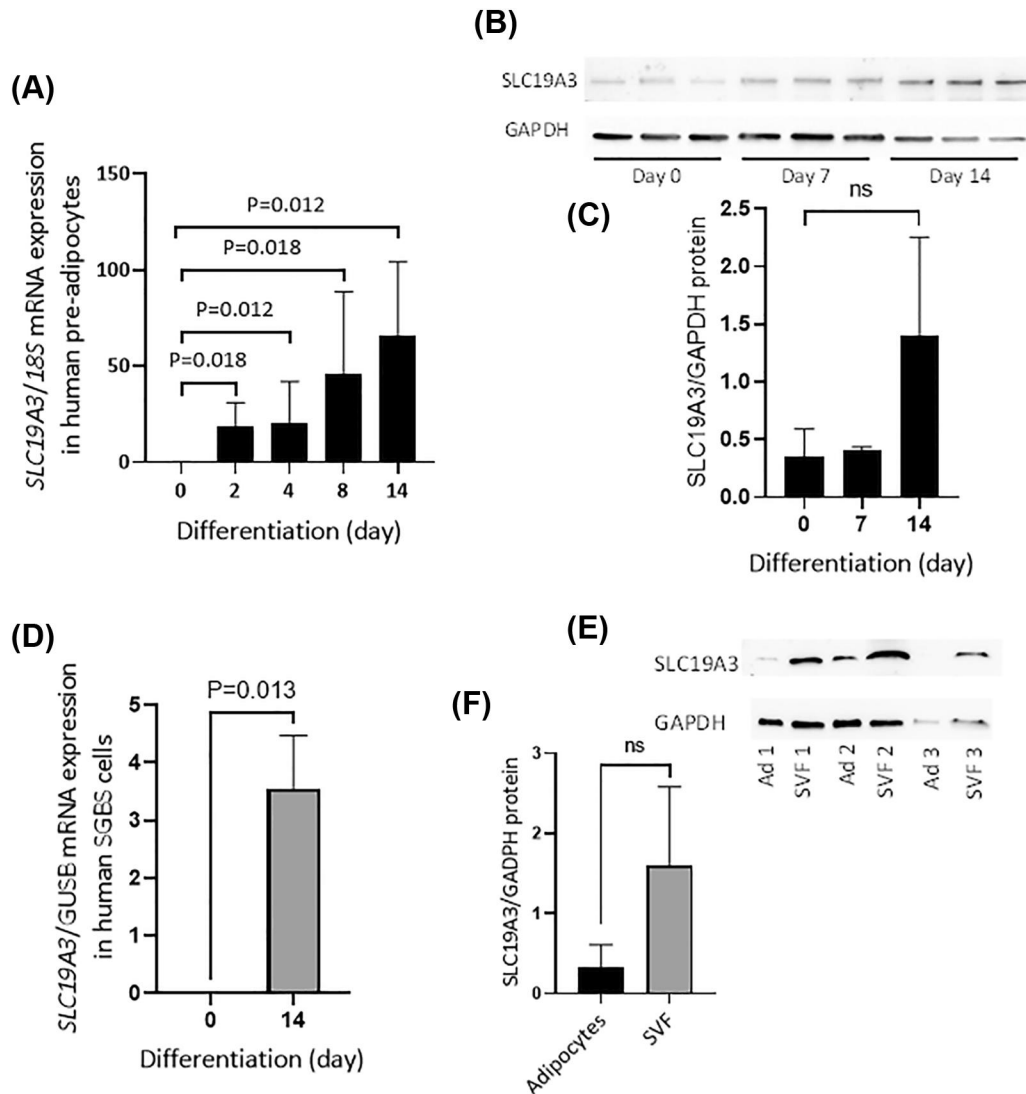 (A)
SLC19A3/18S mRNA expression
in human pre-adipocytes
150
100
50
0
P=0.012
P=0.018
P=0.012
P=0.018
0 2 4 8 14
Differentiation (day)
(B)
SLC19A3
GAPDH
Day 0 Day 7 Day 14
(C)
SLC19A3/GAPDH protein
2.5
2.0
1.5
1.0
0.5
0.0
ns
0 7 14
Differentiation (day)
(D)
SLC19A3/GUSB mRNA expression
in human SGBS cells
5
4
3
2
1
0
P=0.013
0 14
Differentiation (day)
(E)
SLC19A3
GAPDH
Ad 1 SVF 1 Ad 2 SVF 2 Ad 3 SVF 3
(F)
SLC19A3/GADPH protein
3
2
1
0
ns
Adipocytes SVF